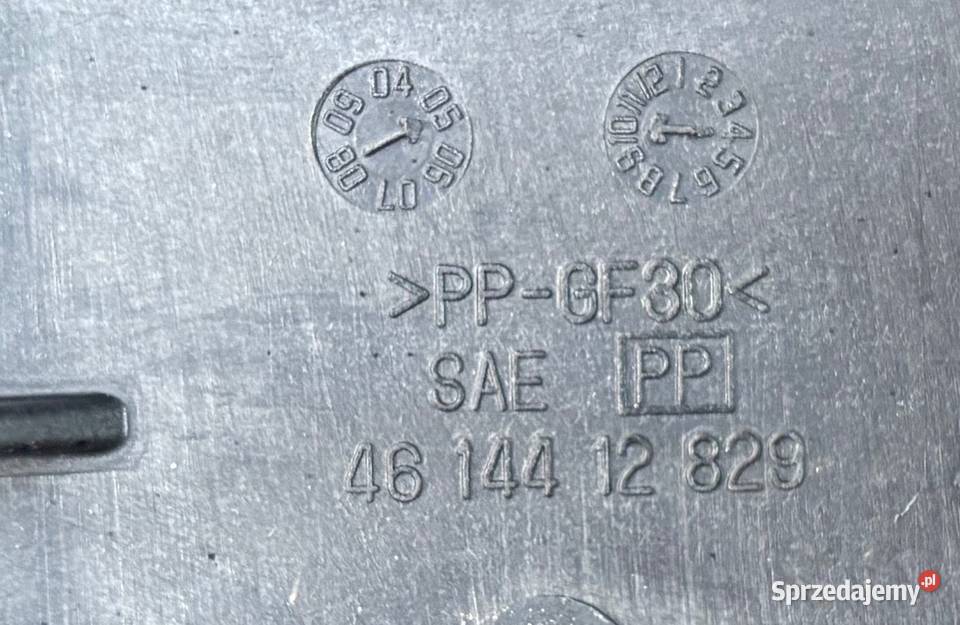 04 05 06 07 08 09
1 2 3 4 5 6 7 8 9 10 11 12
>PP-GF30<
SAE PP
46 144 12 829
Sprzedajemy.pl